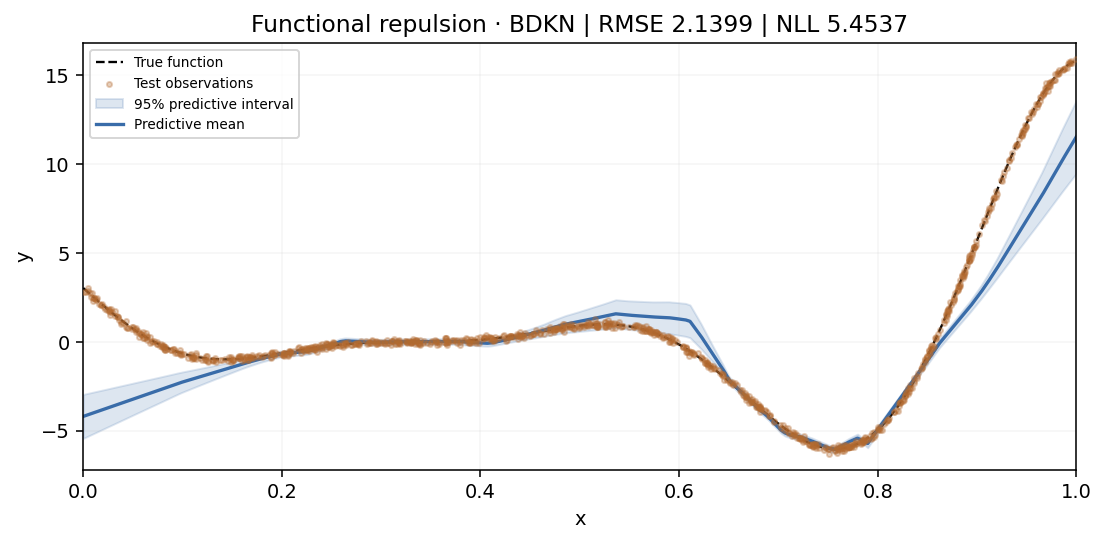 Functional repulsion · BDKN | RMSE 2.1399 | NLL 5.4537
True function
Test observations
95% predictive interval
Predictive mean
15
10
5
0
−5
y
0.0 0.2 0.4 0.6 0.8 1.0
x